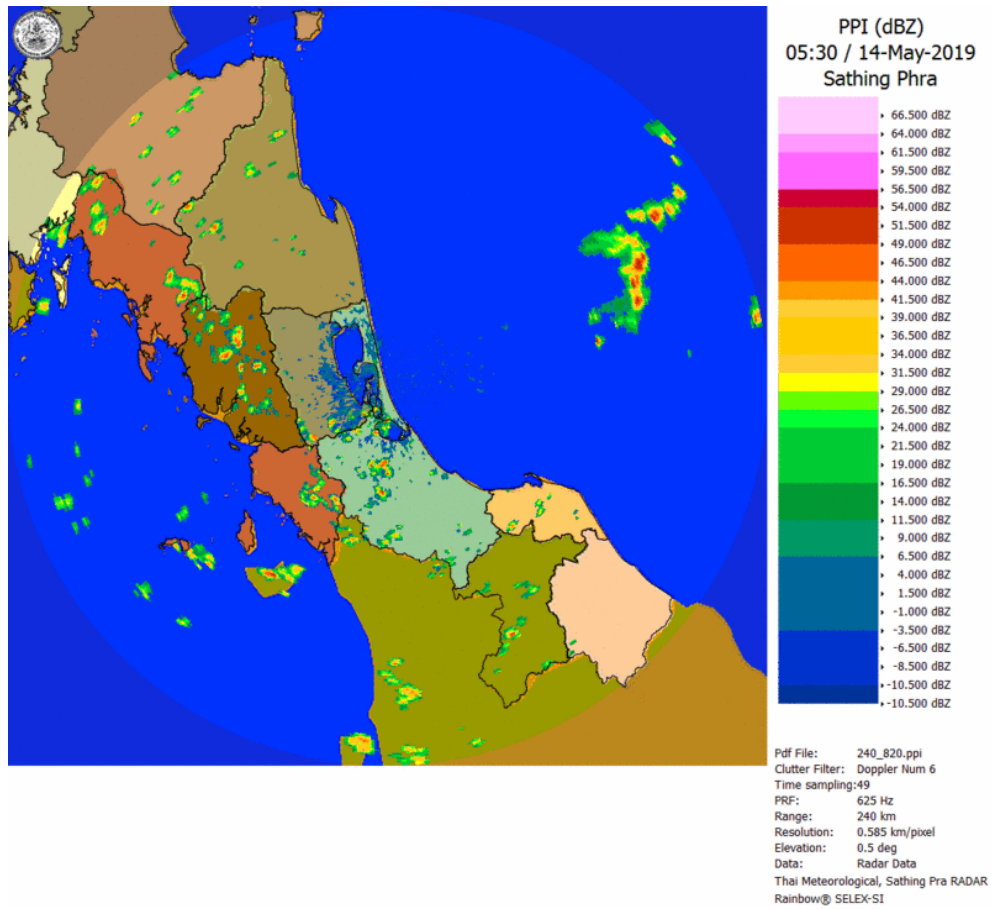 PPI (dBZ)
05:30 / 14-May-2019
Sathing Phra
66.500 dBZ
64.000 dBZ
61.500 dBZ
59.500 dBZ
56.500 dBZ
54.000 dBZ
51.500 dBZ
49.000 dBZ
46.500 dBZ
44.000 dBZ
41.500 dBZ
39.000 dBZ
36.500 dBZ
34.000 dBZ
31.500 dBZ
29.000 dBZ
26.500 dBZ
24.000 dBZ
21.500 dBZ
19.000 dBZ
16.500 dBZ
14.000 dBZ
11.500 dBZ
9.000 dBZ
6.500 dBZ
4.000 dBZ
1.500 dBZ
-1.000 dBZ
-3.500 dBZ
-6.500 dBZ
-8.500 dBZ
-10.500 dBZ
-10.500 dBZ
Pdf File: 240_820.ppi
Clutter Filter: Doppler Num 6
Time sampling:49
PRF: 625 Hz
Range: 240 km
Resolution: 0.585 km/pixel
Elevation: 0.5 deg
Data: Radar Data
Thai Meteorological, Sathing Pra RADAR
Rainbow® SELEX-SI